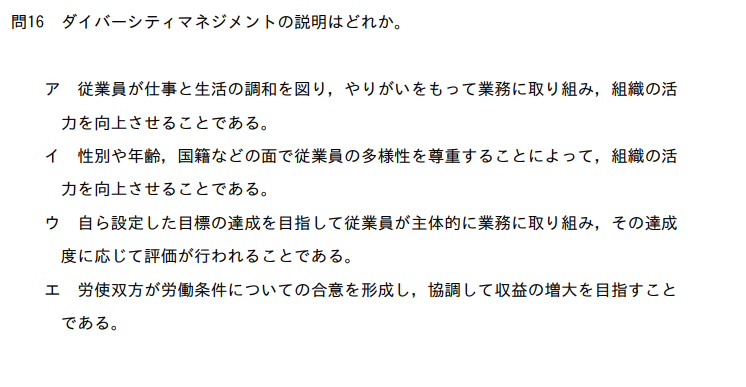 問16　ダイバーシティマネジメントの説明はどれか。
ア　従業員が仕事と生活の調和を図り，やりがいをもって業務に取り組み，組織の活
力を向上させることである。
イ　性別や年齢，国籍などの面で従業員の多様性を尊重することによって，組織の活
力を向上させることである。
ウ　自ら設定した目標の達成を目指して従業員が主体的に業務に取り組み，その達成
度に応じて評価が行われることである。
エ　労使双方が労働条件についての合意を形成し，協調して収益の増大を目指すこと
である。